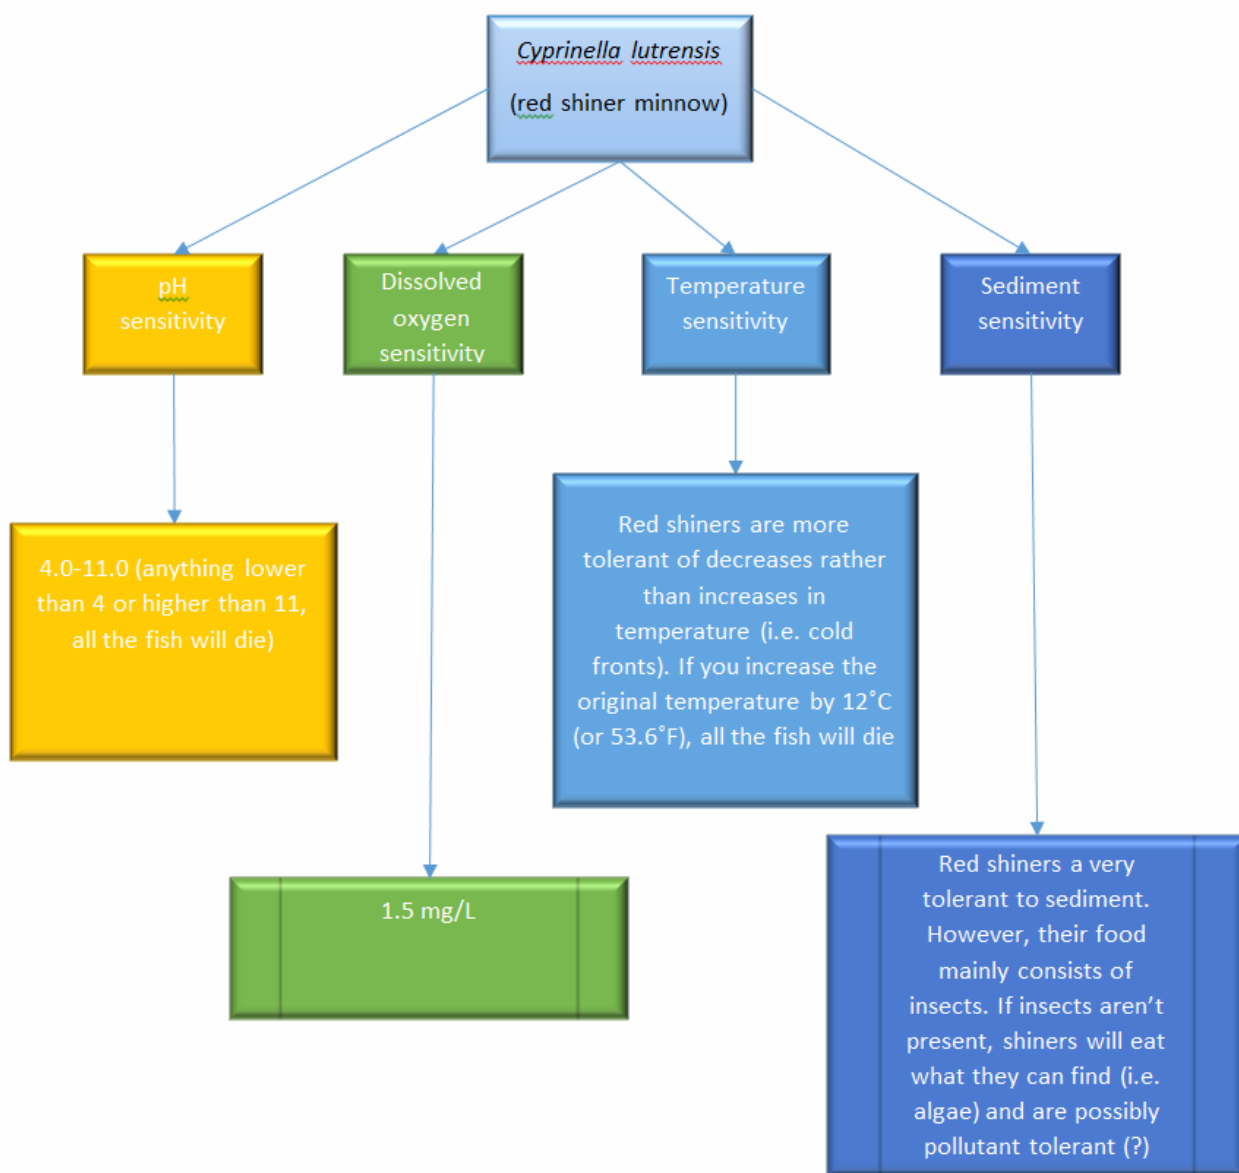 Cyprinella lutrensis
(red shiner minnow)
pH
sensitivity
Dissolved
oxygen
sensitivity
Temperature
sensitivity
Sediment
sensitivity
4.0-11.0 (anything lower
than 4 or higher than 11,
all the fish will die)
1.5 mg/L
Red shiners are more
tolerant of decreases rather
than increases in
temperature (i.e. cold
fronts). If you increase the
original temperature by 12˚C
(or 53.6˚F), all the fish will die
Red shiners a very
tolerant to sediment.
However, their food
mainly consists of
insects. If insects aren’t
present, shiners will eat
what they can find (i.e.
algae) and are possibly
pollutant tolerant (?)